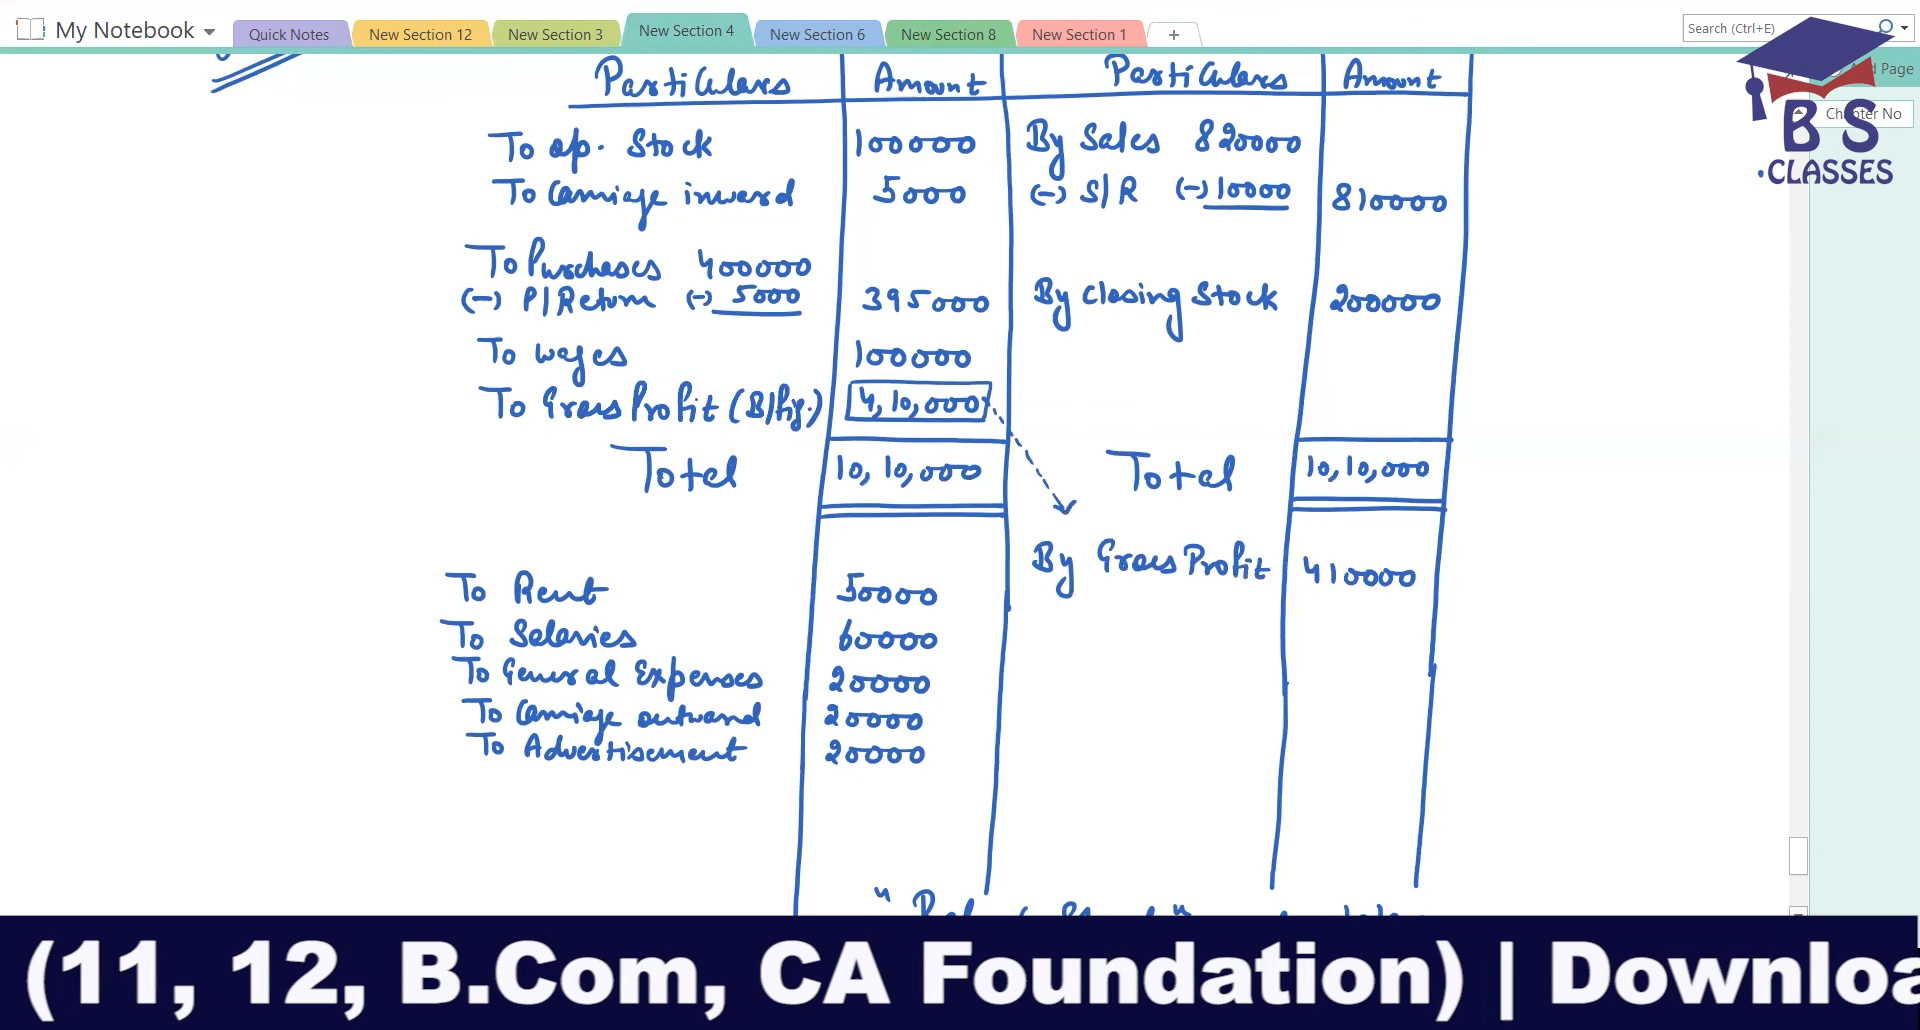 My Notebook
Quick Notes
New Section 12
New Section 3
New Section 4
New Section 6
New Section 8
New Section 1
+
Search (Ctrl+E)
d Page
BS
CLASSES
Particulars Amount Particulars Amount
To op. Stock 100000 By Sales 820000
To Carriage inward 5000 (-) S/R (-) 10000 810000
To Purchases 400000
(-) P/Return (-) 5000 395000 By Closing Stock 200000
To wages 100000
To Gross Profit (B/fig.) 4,10,000
Total 10,10,000 Total 10,10,000
By Gross Profit 410000
To Rent 50000
To Salaries 60000
To General Expenses 20000
To Carriage outward 20000
To Advertisement 20000
(11, 12, B.Com, CA Foundation) | Downloa